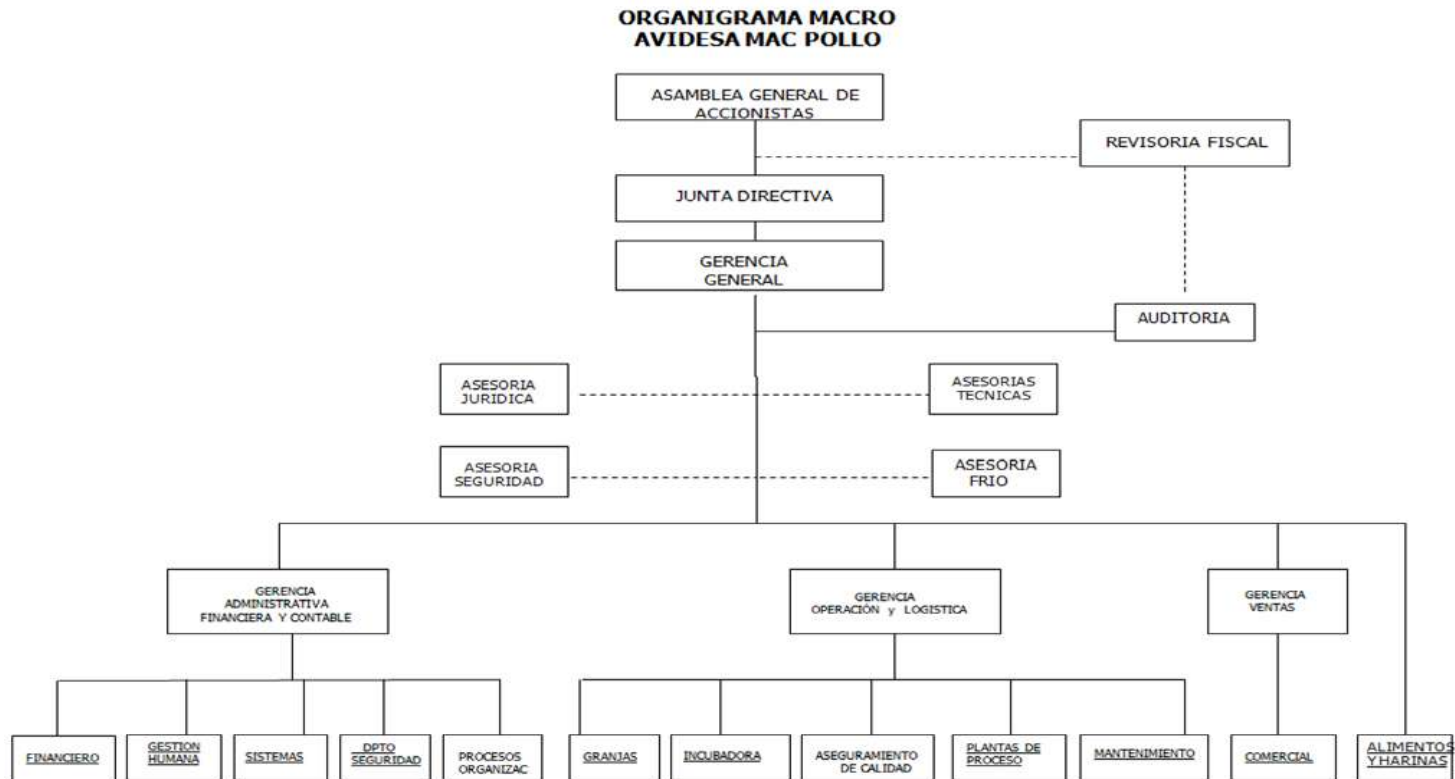 ORGANIGRAMA MACRO
AVIDESA MAC POLLO
ASAMBLEA GENERAL DE
ACCIONISTAS
REVISORIA FISCAL
JUNTA DIRECTIVA
GERENCIA
GENERAL
AUDITORIA
ASESORIA
JURIDICA
ASESORIAS
TECNICAS
ASESORIA
SEGURIDAD
ASESORIA
FRIO
GERENCIA
ADMINISTRATIVA
FINANCIERA Y CONTABLE
GERENCIA
OPERACIÓN y LOGISTICA
GERENCIA
VENTAS
FINANCIERO
GESTION
HUMANA
SISTEMAS
DPTO
SEGURIDAD
PROCESOS
ORGANIZAC
GRANJAS
INCUBADORA
ASEGURAMIENTO
DE CALIDAD
PLANTAS DE
PROCESO
MANTENIMIENTO
COMERCIAL
ALIMENTOS
Y HARINAS